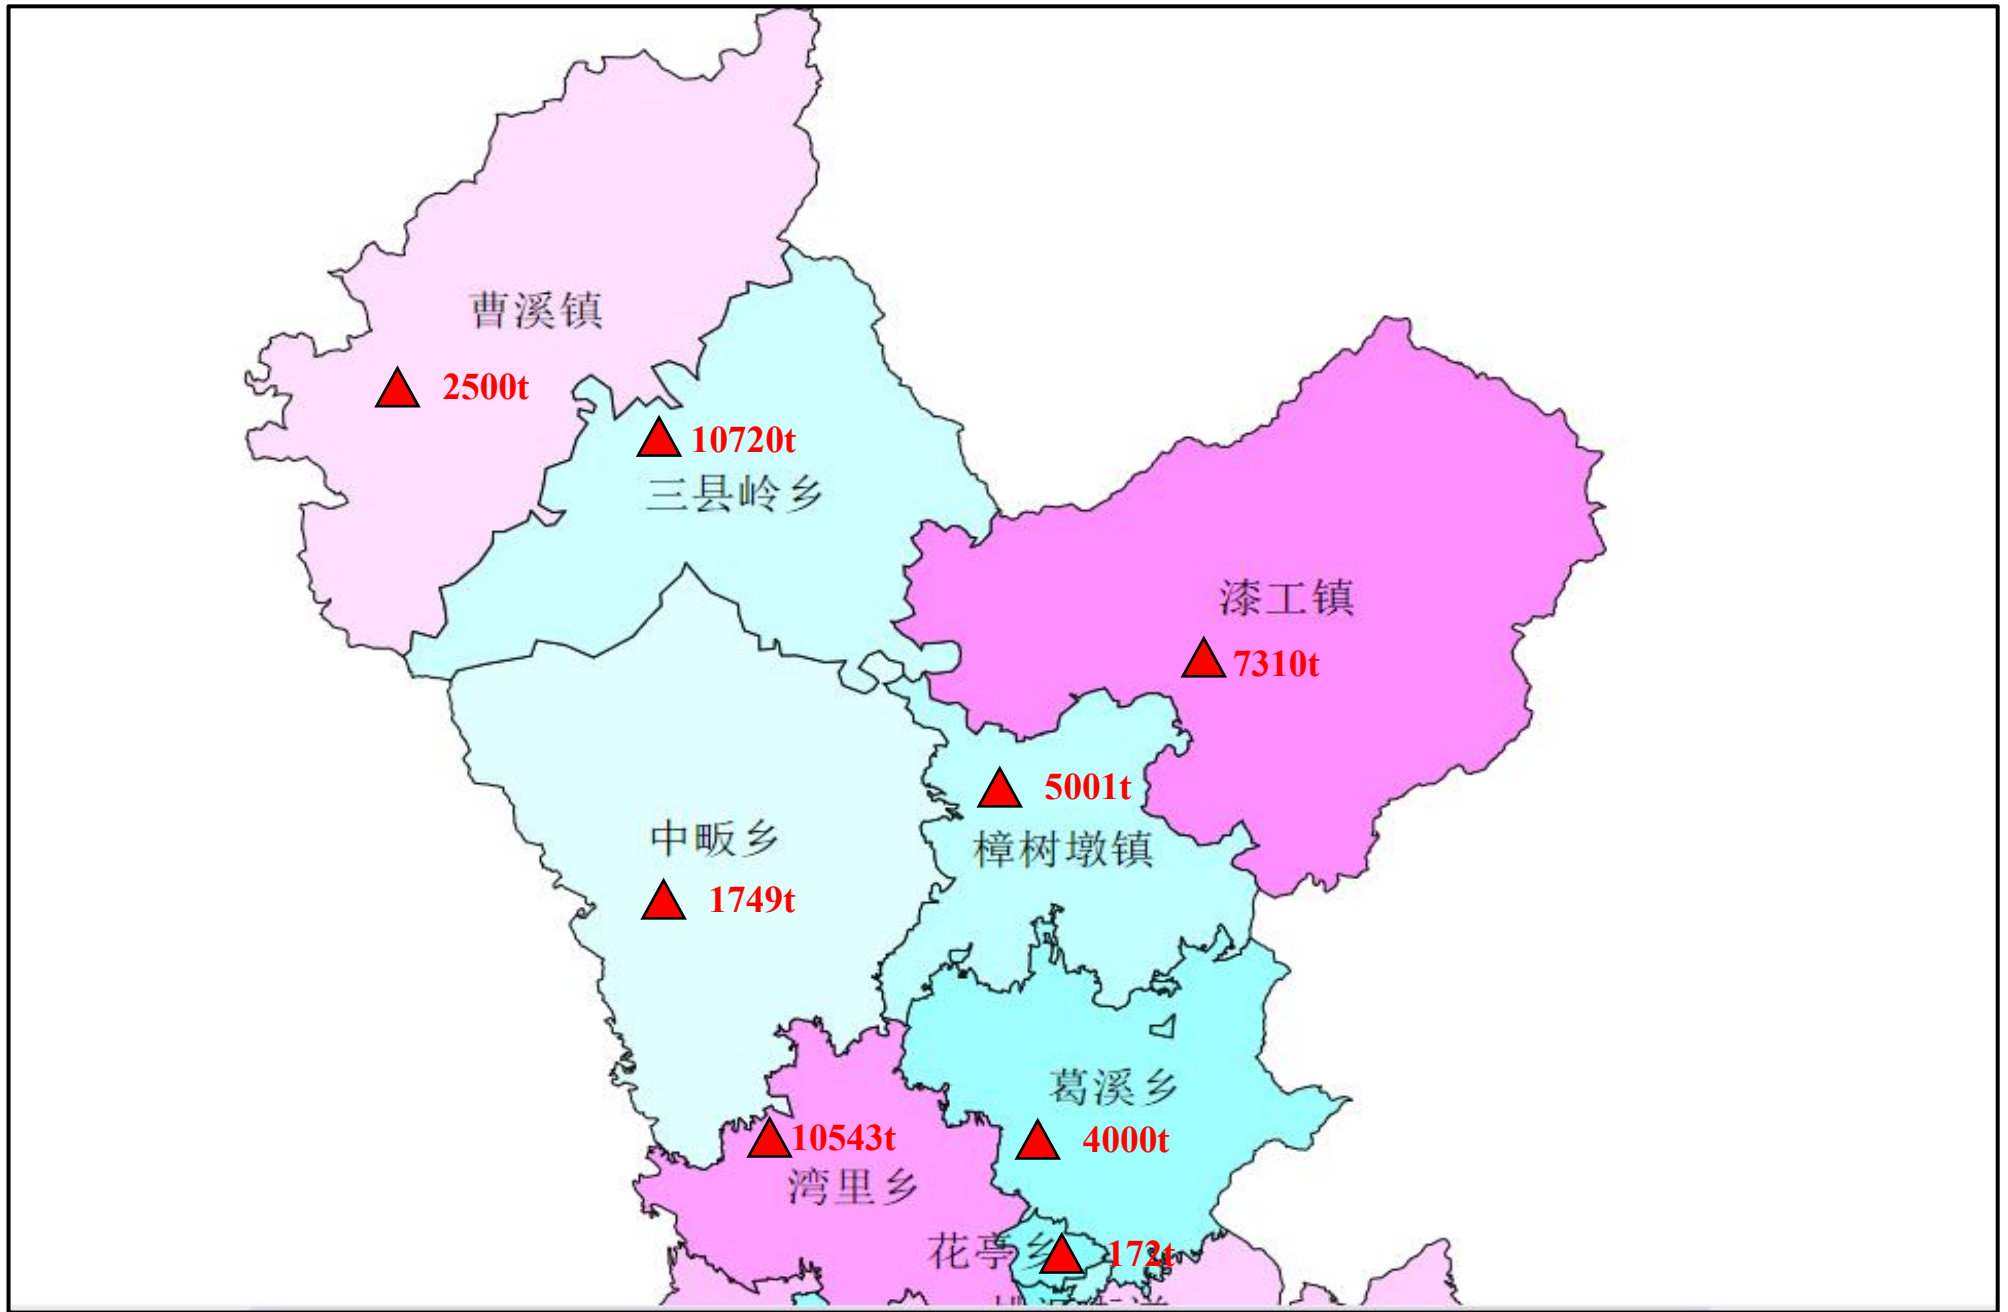 曹溪镇
2500t
10720t
三县岭乡
漆工镇
7310t
5001t
樟树墩镇
中畈乡
1749t
葛溪乡
4000t
10543t
湾里乡
花亭乡
172t